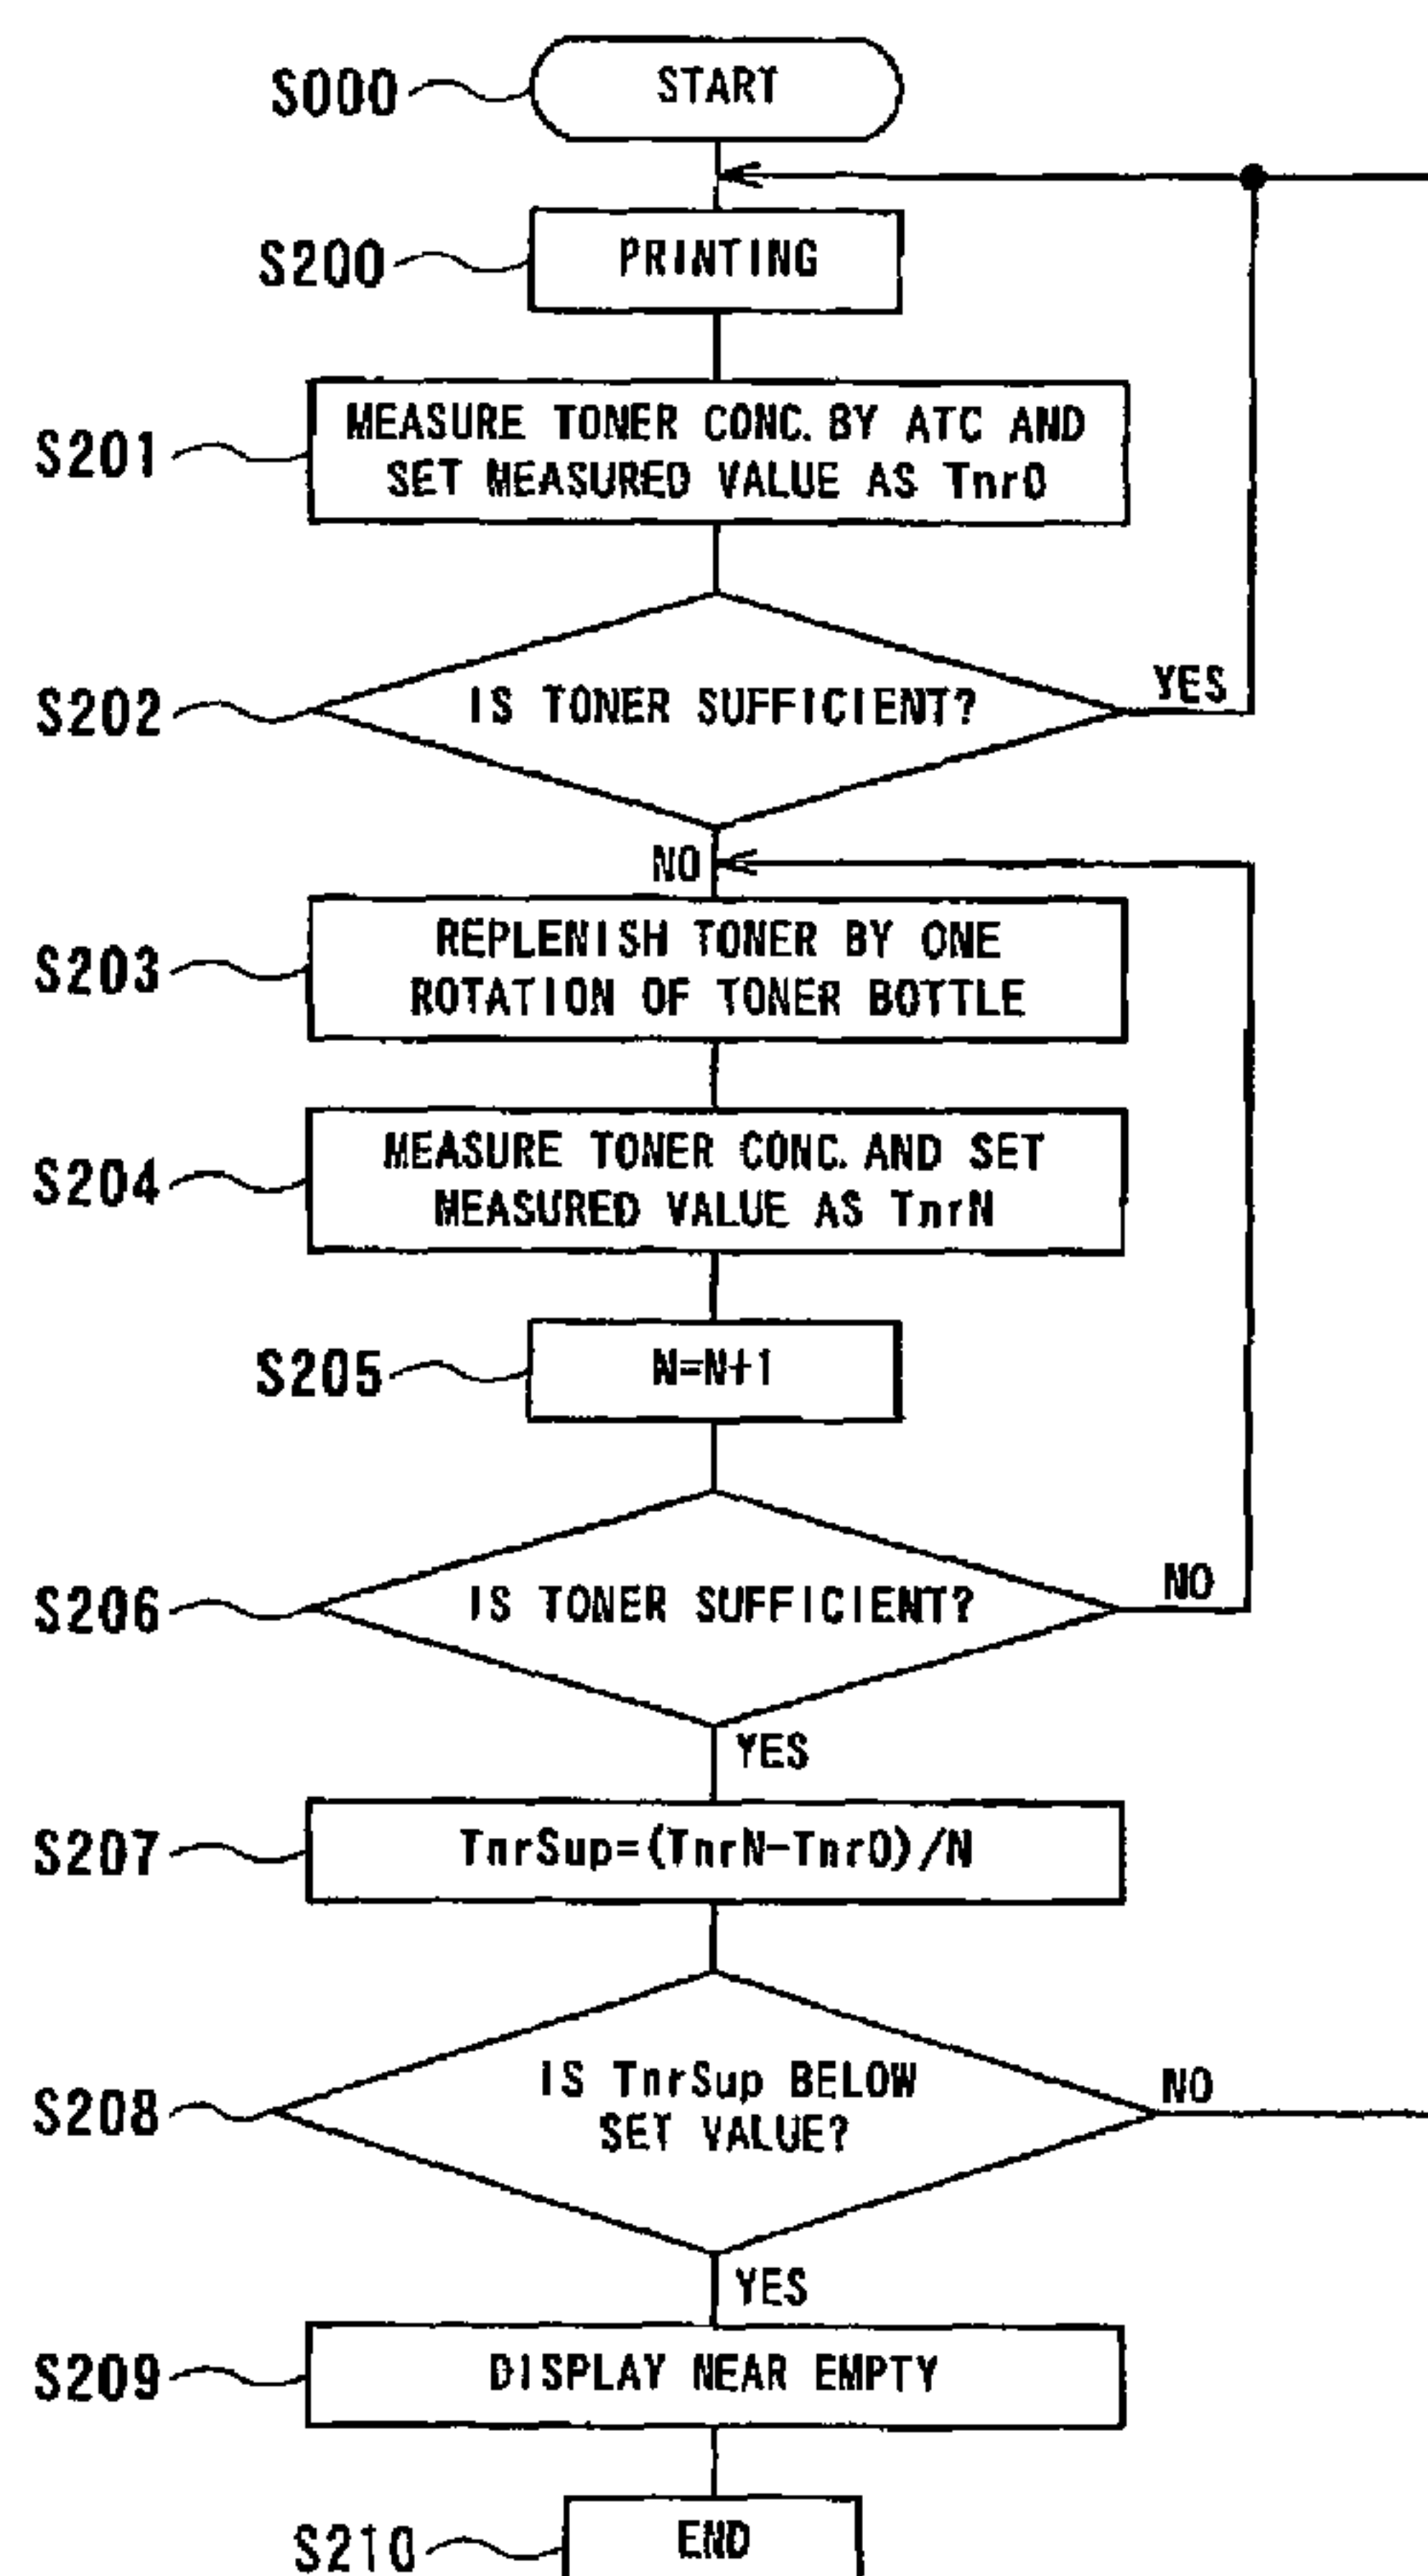 S000
START
S200
PRINTING
S201
MEASURE TONER CONC. BY ATC AND
SET MEASURED VALUE AS Tnr0
S202
IS TONER SUFFICIENT?
YES
NO
S203
REPLENISH TONER BY ONE
ROTATION OF TONER BOTTLE
S204
MEASURE TONER CONC. AND SET
MEASURED VALUE AS TnrN
S205
N=N+1
S206
IS TONER SUFFICIENT?
NO
YES
S207
TnrSup=(TnrN-Tnr0)/N
S208
IS TnrSup BELOW
SET VALUE?
NO
YES
S209
DISPLAY NEAR EMPTY
S210
END